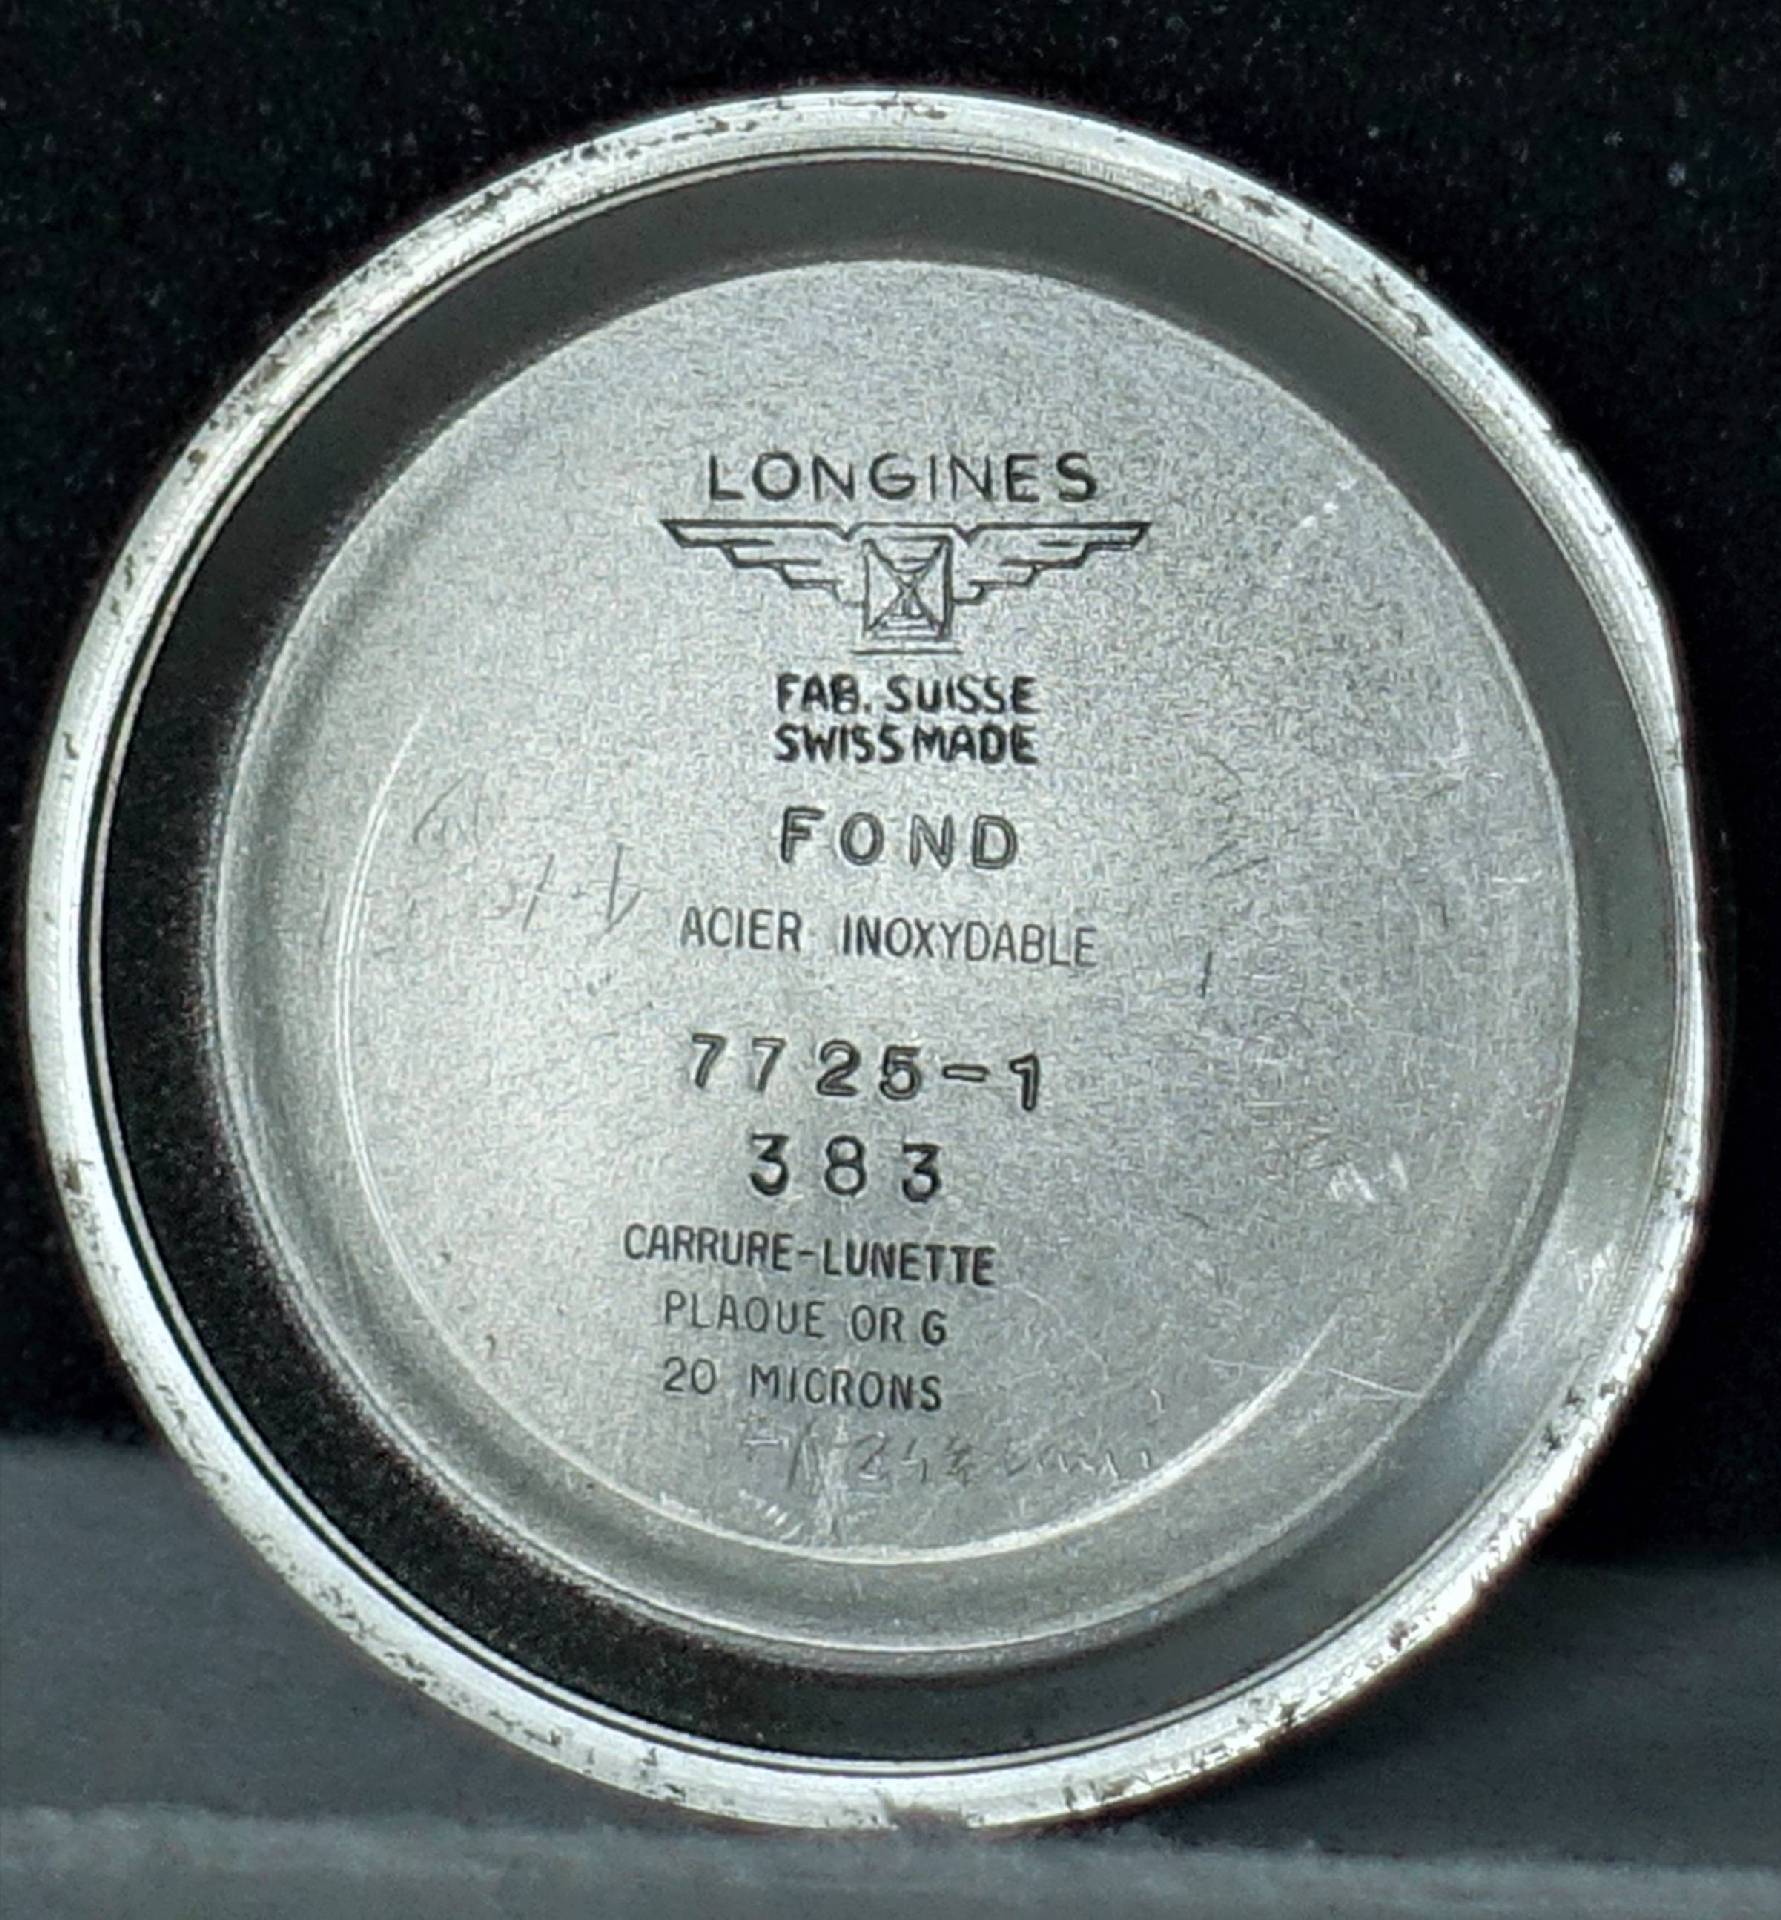 LONGINES
FAB. SUISSE
SWISS MADE
FOND
ACIER INOXYDABLE
7725-1
383
CARRURE-LUNETTE
PLAQUE OR G
20 MICRONS